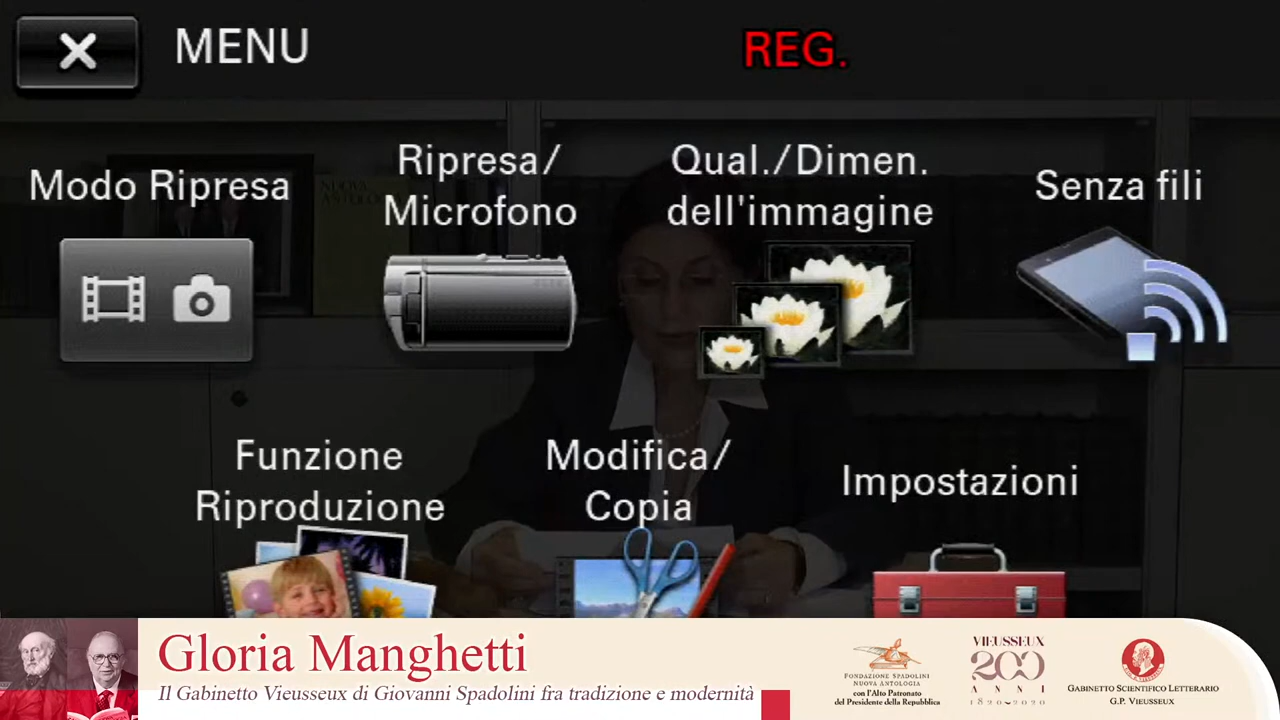 MENU
REG.
Modo Ripresa
Ripresa/
Microfono
Qual./Dimen.
dell'immagine
Senza fili
NUOVA
ANTOLOGIA
Funzione
Riproduzione
Modifica/
Copia
Impostazioni
Gloria Manghetti
Il Gabinetto Vieusseux di Giovanni Spadolini fra tradizione e modernità
FONDAZIONE SPADOLINI
NUOVA ANTOLOGIA
con l'Alto Patronato
del Presidente della Repubblica
VIEUSSEUX
200
ANNI
1820-2020
GABINETTO SCIENTIFICO LETTERARIO
G.P. VIEUSSEUX